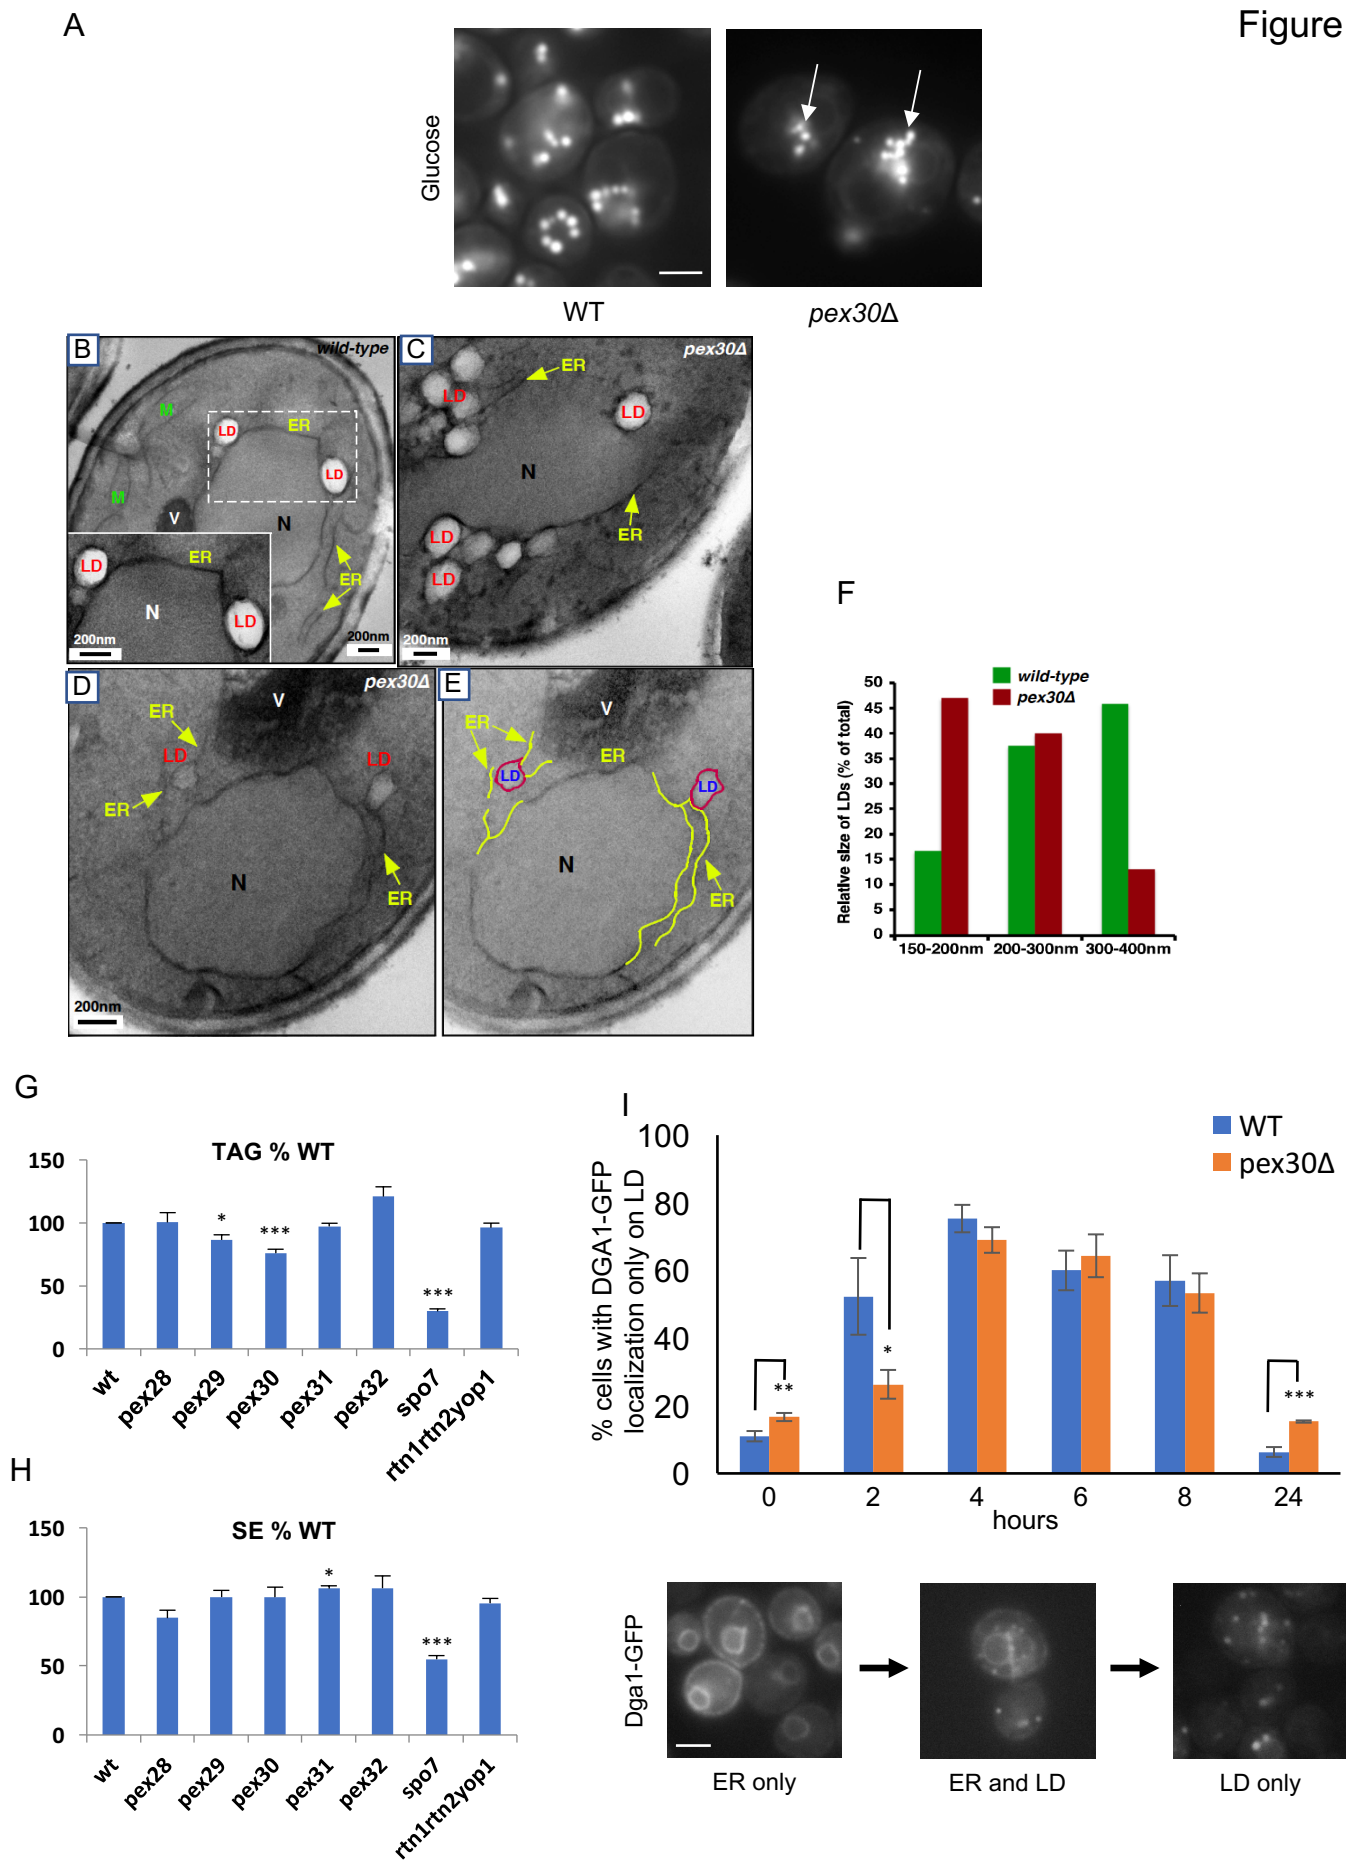 Figure
A
Glucose
WT
pex30Δ
B
wild-type
M
LD
ER
LD
M
V
N
ER
LD
ER
N
LD
200nm
200nm
C
pex30Δ
ER
LD
LD
N
LD
ER
LD
200nm
D
pex30Δ
V
ER
LD
LD
ER
N
ER
200nm
E
V
ER
ER
LD
LD
N
ER
F
wild-type
pex30Δ
Relative size of LDs (% of total)
50
45
40
35
30
25
20
15
10
5
0
150-200nm
200-300nm
300-400nm
G
TAG % WT
150
100
50
0
*
***
***
wt
pex28
pex29
pex30
pex31
pex32
spo7
rtn1rtn2yop1
H
SE % WT
150
100
50
0
*
***
wt
pex28
pex29
pex30
pex31
pex32
spo7
rtn1rtn2yop1
I
WT
pex30Δ
% cells with DGA1-GFP
localization only on LD
100
80
60
40
20
0
**
*
***
0
2
4
6
8
24
hours
Dga1-GFP
ER only
ER and LD
LD only